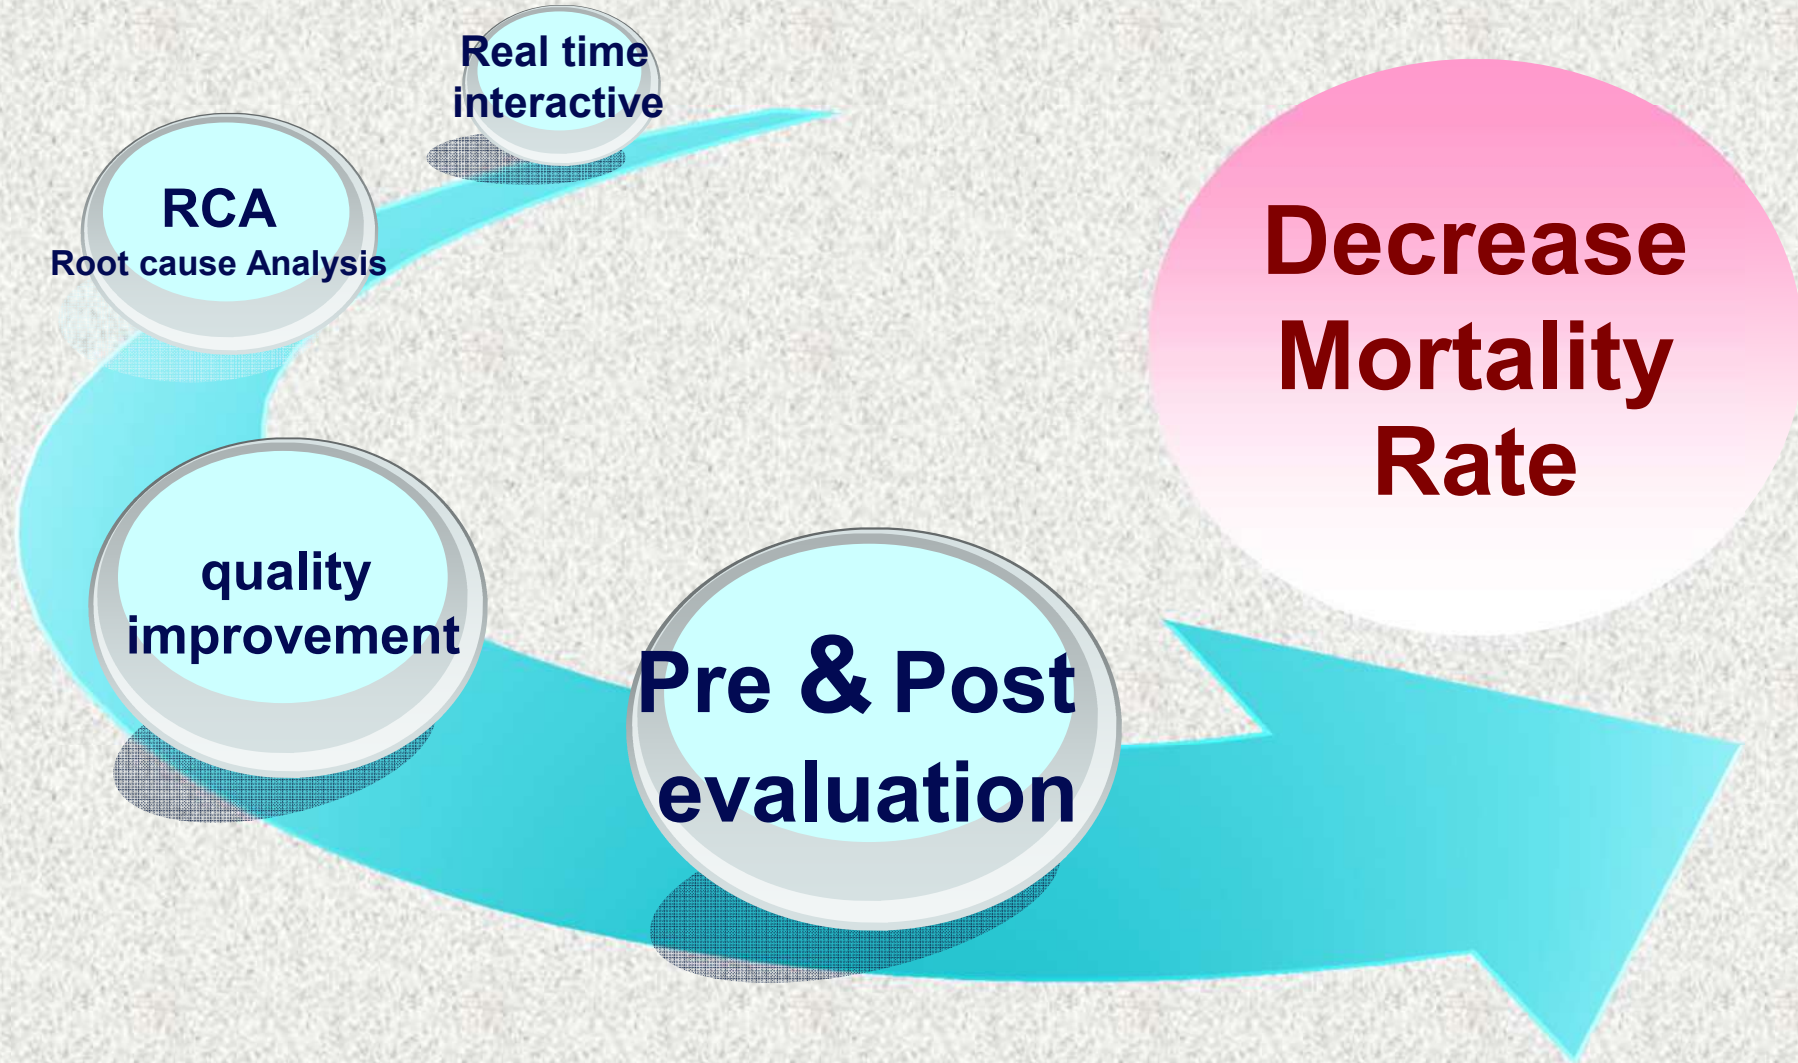 Real time
interactive
RCA
Root cause Analysis
quality
improvement
Pre & Post
evaluation
Decrease
Mortality
Rate